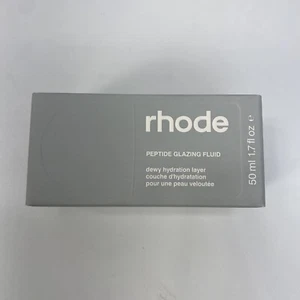 rhode
PEPTIDE GLAZING FLUID
dewy hydration layer
couche d'hydratation
pour une peau veloutée
50 ml 1.7 fl oz ℮